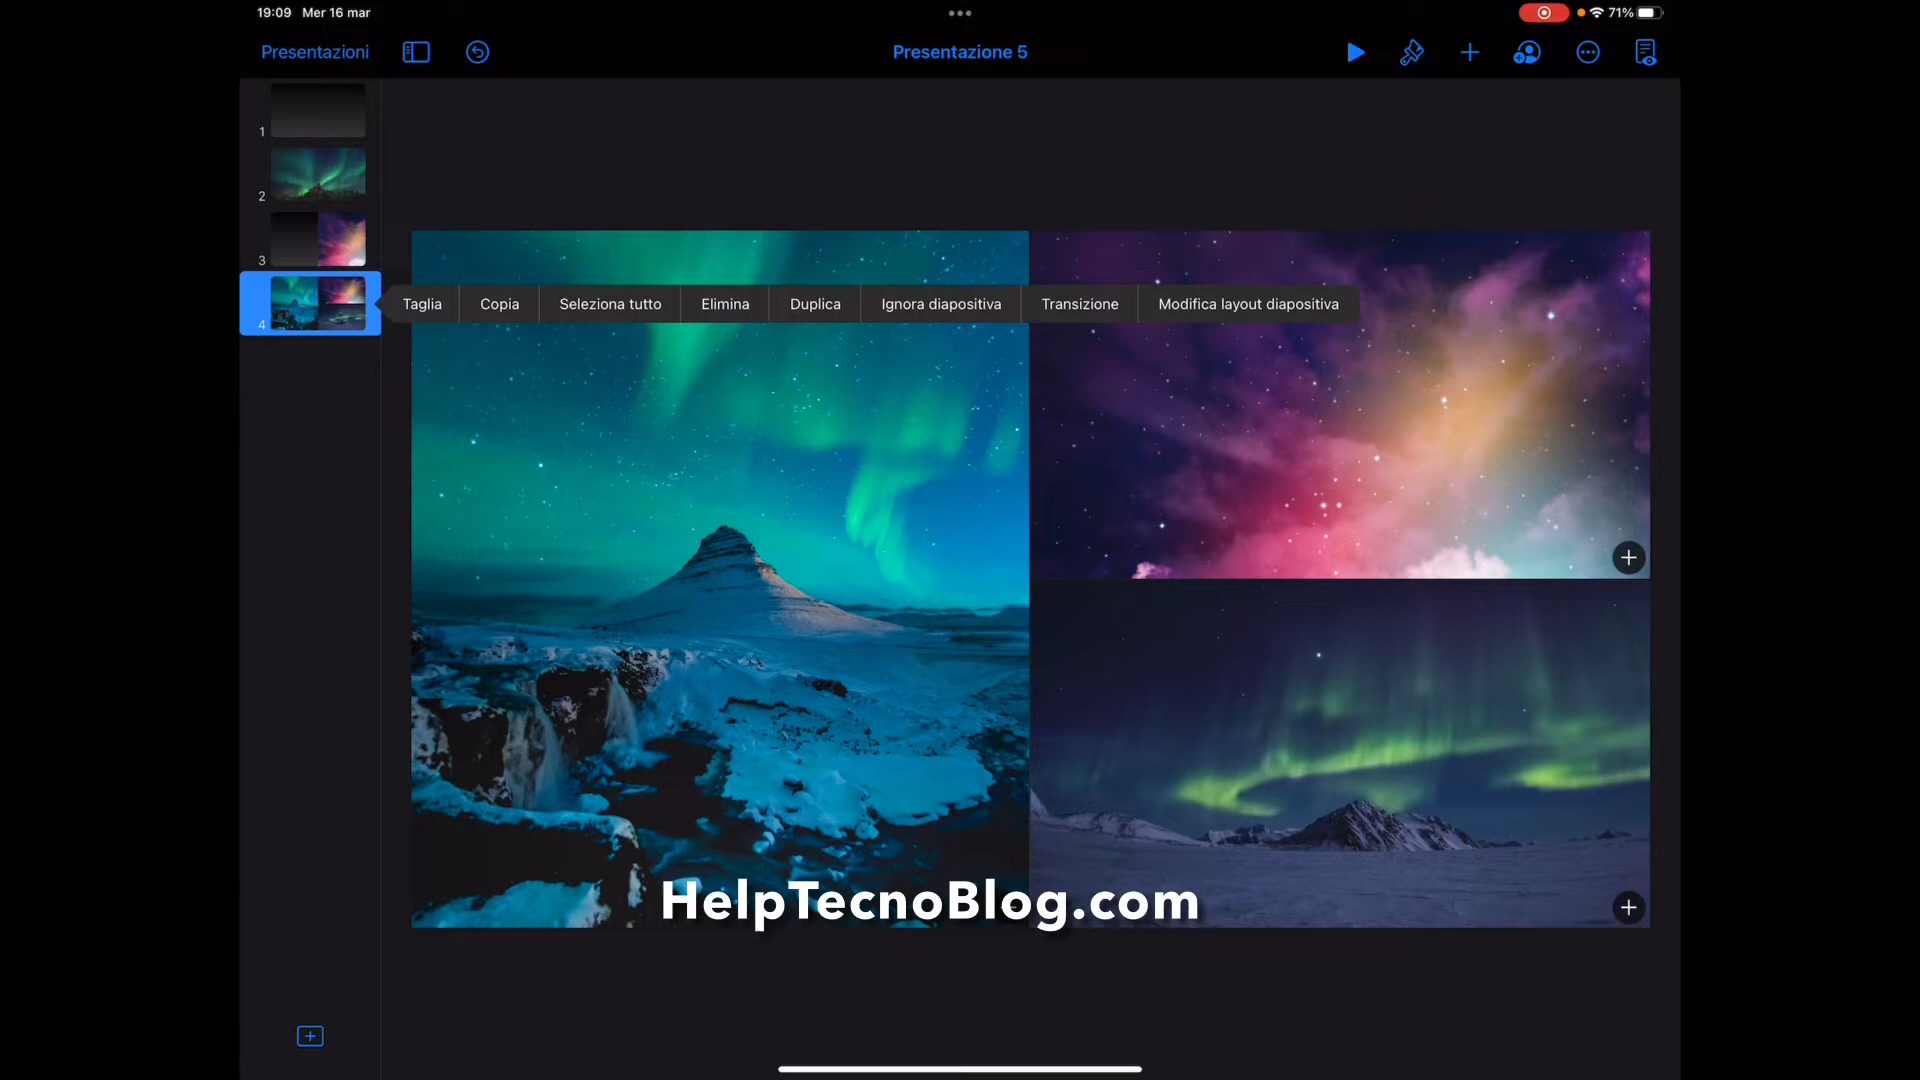 19:09 Mer 16 mar
71%
Presentazioni
Presentazione 5
1
2
3
4
Taglia
Copia
Seleziona tutto
Elimina
Duplica
Ignora diapositiva
Transizione
Modifica layout diapositiva
HelpTecnoBlog.com